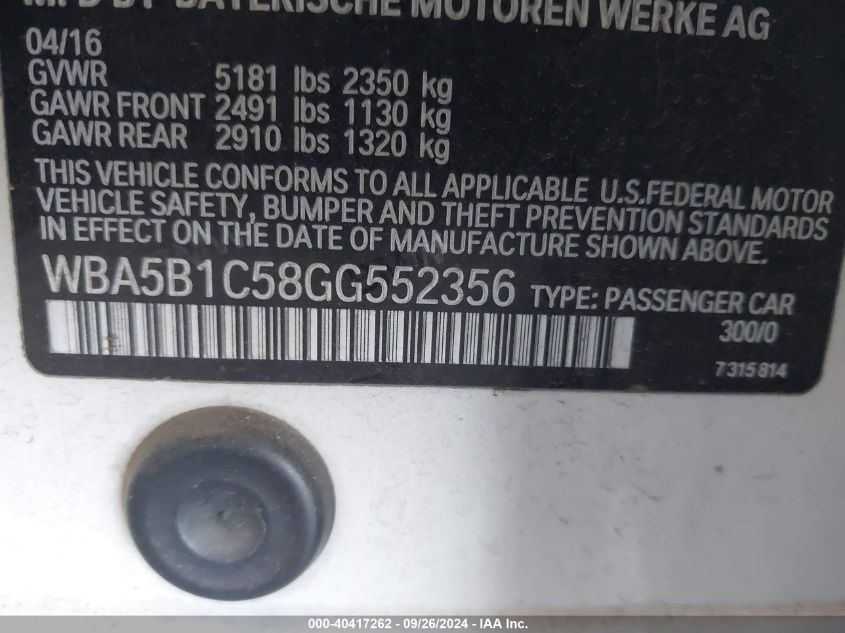 MFD BY BAYERISCHE MOTOREN WERKE AG
04/16
GVWR 5181 lbs 2350 kg
GAWR FRONT 2491 lbs 1130 kg
GAWR REAR 2910 lbs 1320 kg
THIS VEHICLE CONFORMS TO ALL APPLICABLE U.S.FEDERAL MOTOR
VEHICLE SAFETY, BUMPER AND THEFT PREVENTION STANDARDS
IN EFFECT ON THE DATE OF MANUFACTURE SHOWN ABOVE.
WBA5B1C58GG552356 TYPE: PASSENGER CAR
300/0
7315814
000-40417262 - 09/26/2024 - IAA Inc.